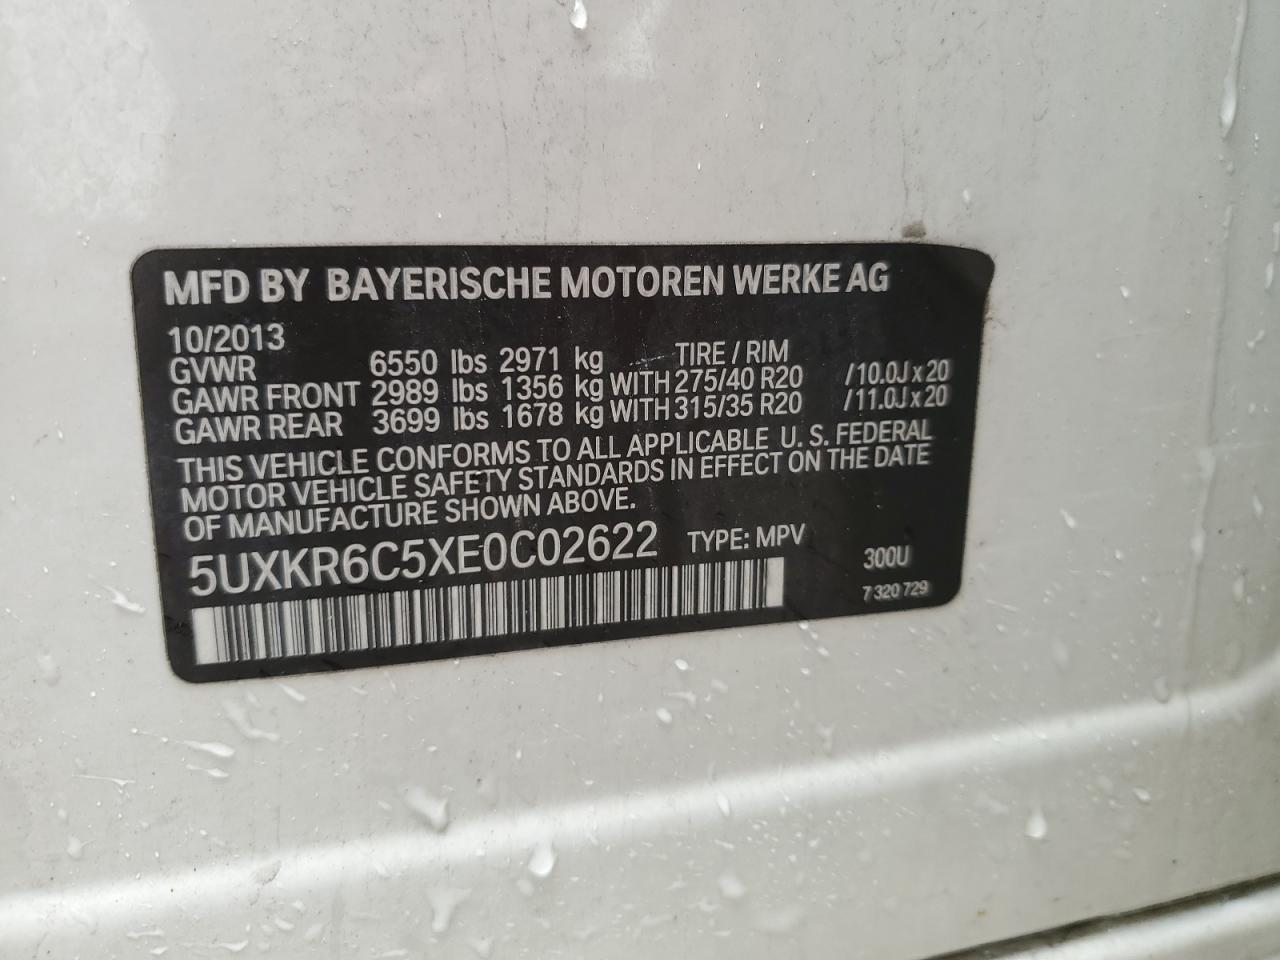 MFD BY BAYERISCHE MOTOREN WERKE AG
10/2013
GVWR 6550 lbs 2971 kg TIRE / RIM
GAWR FRONT 2989 lbs 1356 kg WITH 275/40 R20 /10.0J x 20
GAWR REAR 3699 lbs 1678 kg WITH 315/35 R20 /11.0J x 20
THIS VEHICLE CONFORMS TO ALL APPLICABLE U. S. FEDERAL
MOTOR VEHICLE SAFETY STANDARDS IN EFFECT ON THE DATE
OF MANUFACTURE SHOWN ABOVE.
5UXKR6C5XE0C02622 TYPE: MPV 300U
7 320 729